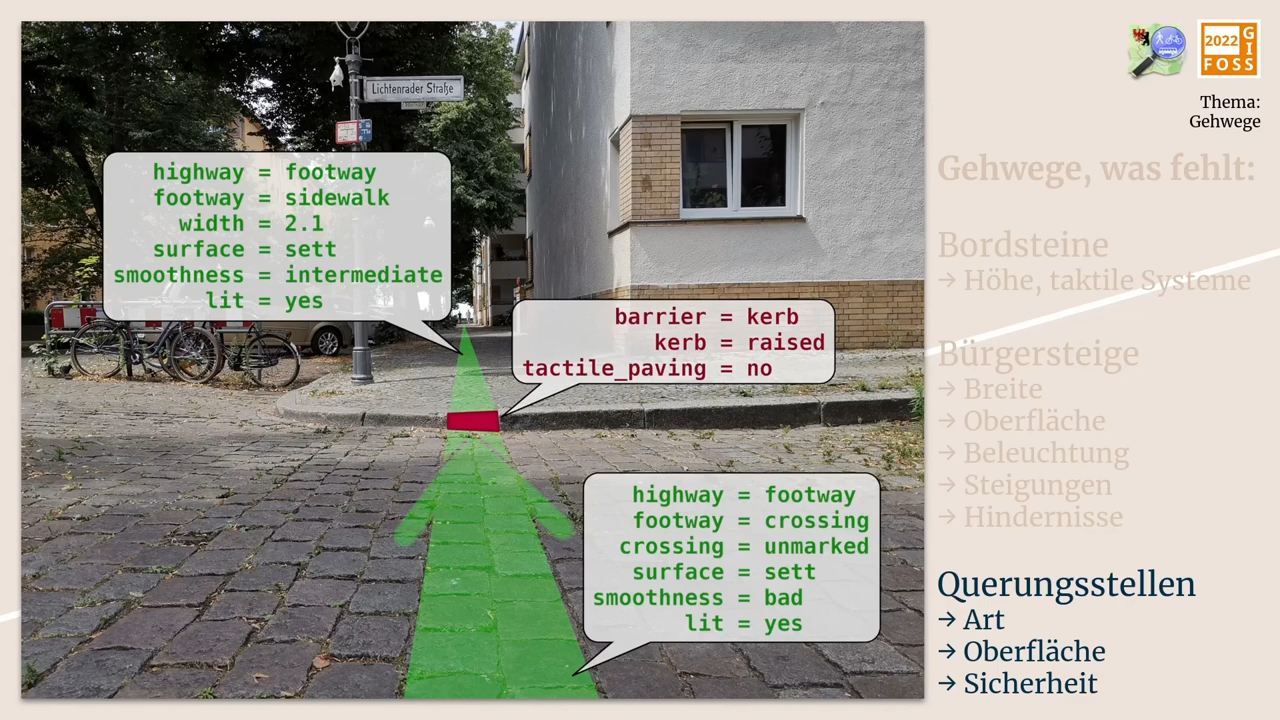 2022
GI
FOSS
Thema:
Gehwege
Lichtenrader Straße
highway = footway
footway = sidewalk
width = 2.1
surface = sett
smoothness = intermediate
lit = yes
barrier = kerb
kerb = raised
tactile_paving = no
highway = footway
footway = crossing
crossing = unmarked
surface = sett
smoothness = bad
lit = yes
Gehwege, was fehlt:
Bordsteine
→ Höhe, taktile Systeme
Bürgersteige
→ Breite
→ Oberfläche
→ Beleuchtung
→ Steigungen
→ Hindernisse
Querungsstellen
→ Art
→ Oberfläche
→ Sicherheit